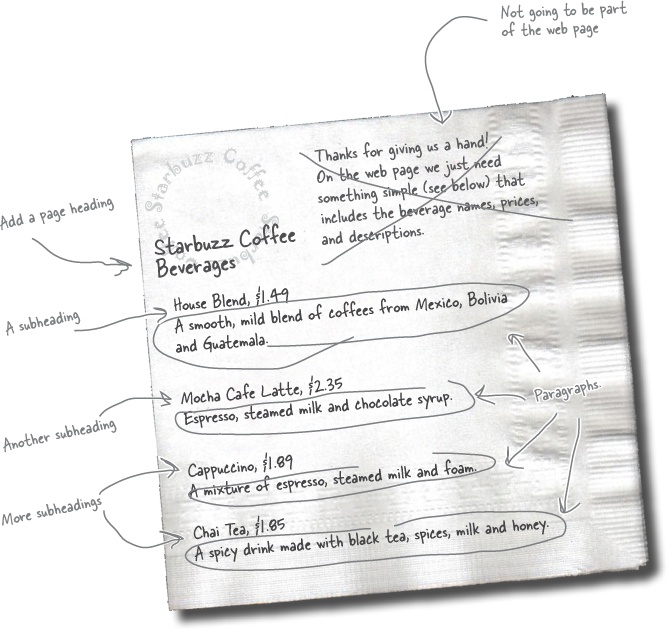 Not going to be part
of the web page
Starbuzz Coffee
Thanks for giving us a hand!
On the web page we just need
something simple (see below) that
includes the beverage names, prices,
and descriptions.
Add a page heading
Starbuzz Coffee
Beverages
A subheading
House Blend, $1.49
A smooth, mild blend of coffees from Mexico, Bolivia
and Guatemala.
Another subheading
Mocha Cafe Latte, $2.35
Espresso, steamed milk and chocolate syrup.
Paragraphs.
More subheadings
Cappuccino, $1.89
A mixture of espresso, steamed milk and foam.
Chai Tea, $1.85
A spicy drink made with black tea, spices, milk and honey.